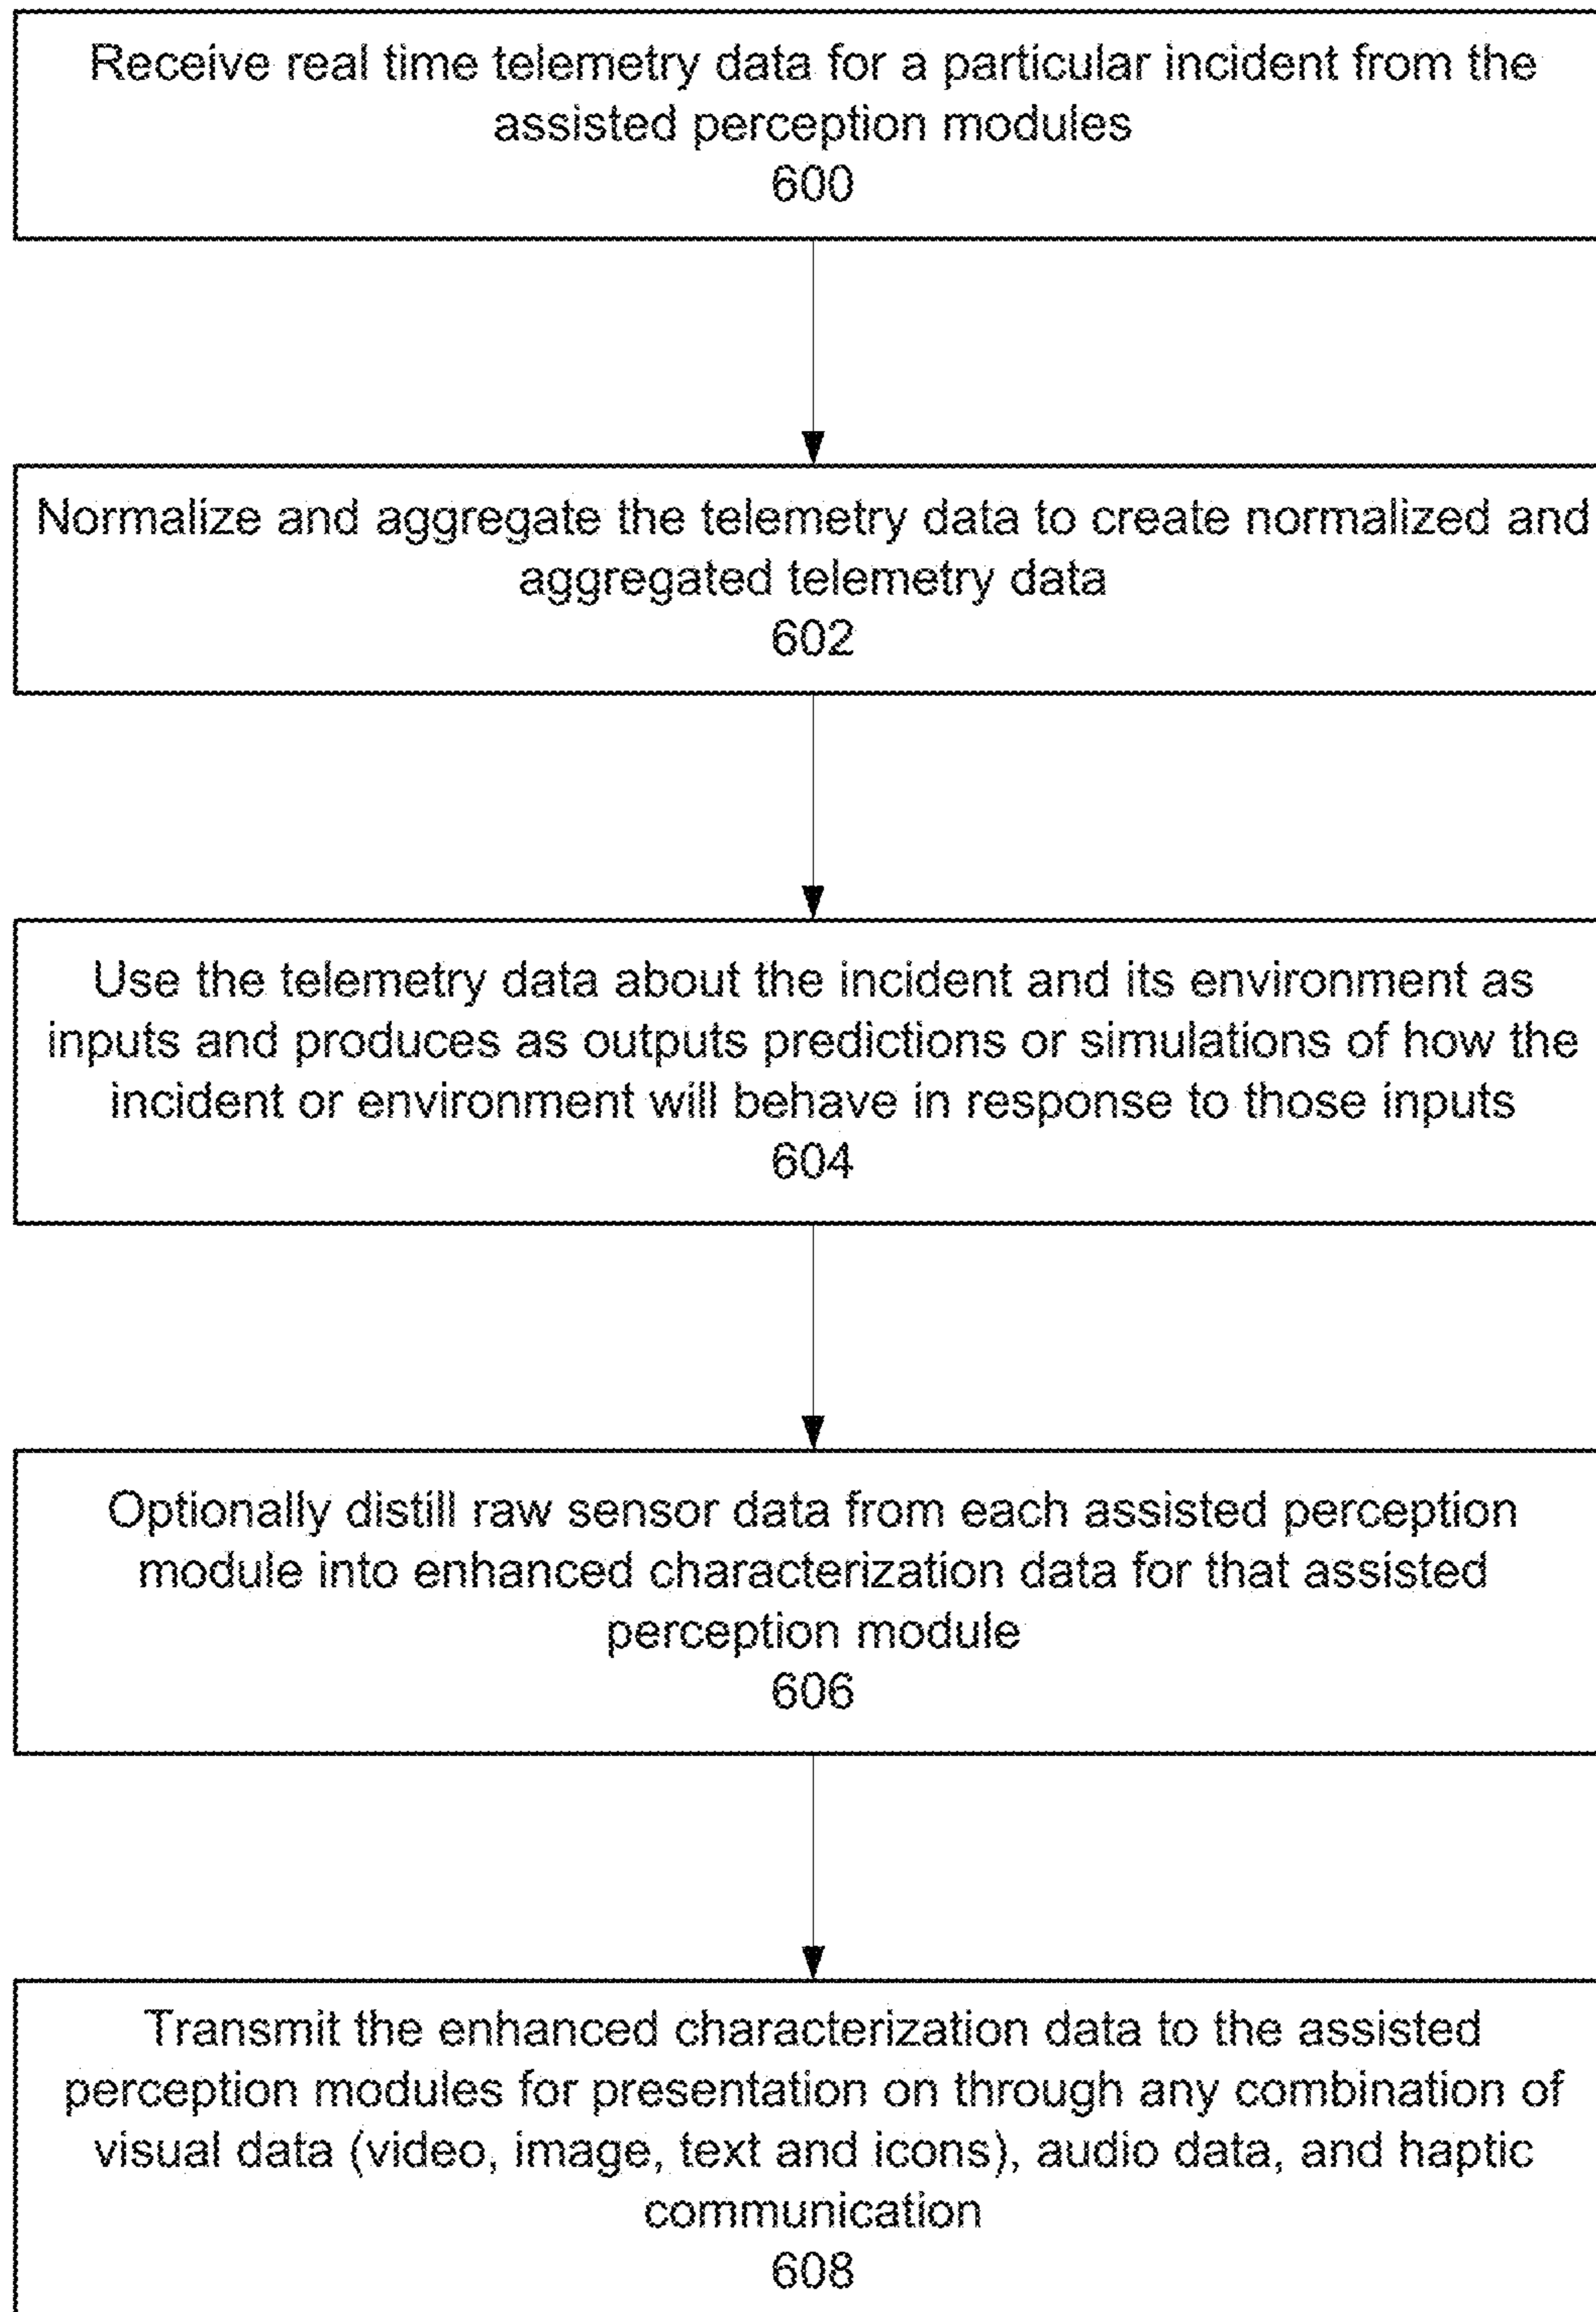 Receive real time telemetry data for a particular incident from the
assisted perception modules
600
Normalize and aggregate the telemetry data to create normalized and
aggregated telemetry data
602
Use the telemetry data about the incident and its environment as
inputs and produces as outputs predictions or simulations of how the
incident or environment will behave in response to those inputs
604
Optionally distill raw sensor data from each assisted perception
module into enhanced characterization data for that assisted
perception module
606
Transmit the enhanced characterization data to the assisted
perception modules for presentation on through any combination of
visual data (video, image, text and icons), audio data, and haptic
communication
608